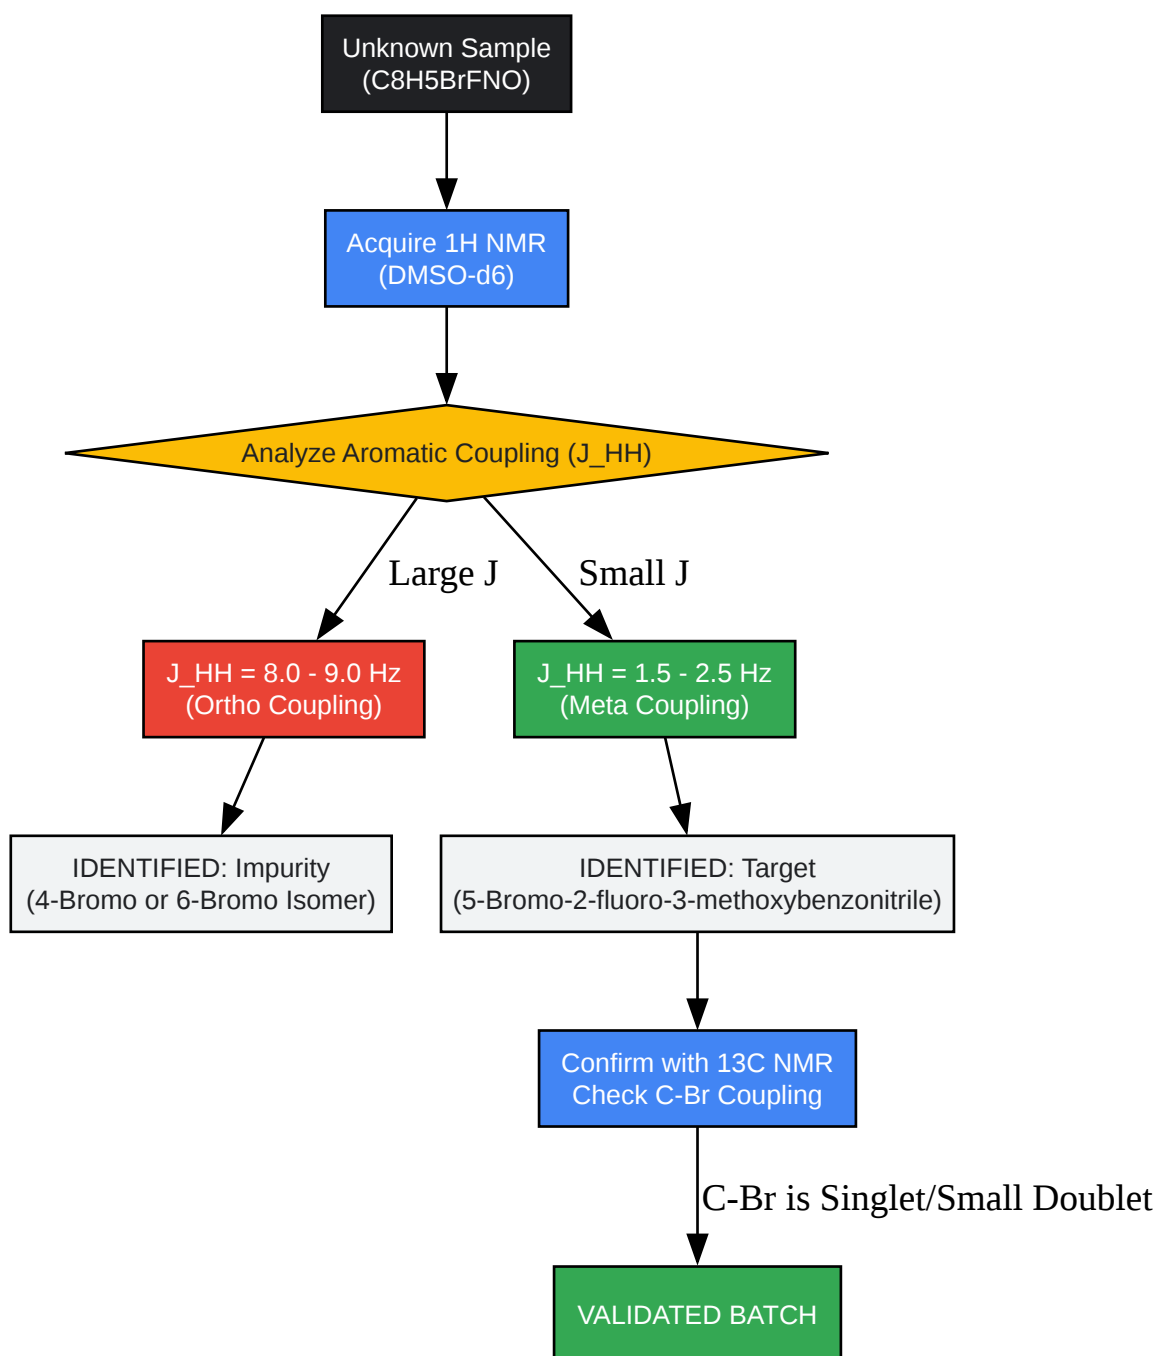 Unknown Sample
(C8H5BrFNO)
Acquire 1H NMR
(DMSO-d6)
Analyze Aromatic Coupling (J_HH)
Large J
Small J
J_HH = 8.0 - 9.0 Hz
(Ortho Coupling)
J_HH = 1.5 - 2.5 Hz
(Meta Coupling)
IDENTIFIED: Impurity
(4-Bromo or 6-Bromo Isomer)
IDENTIFIED: Target
(5-Bromo-2-fluoro-3-methoxybenzonitrile)
Confirm with 13C NMR
Check C-Br Coupling
C-Br is Singlet/Small Doublet
VALIDATED BATCH